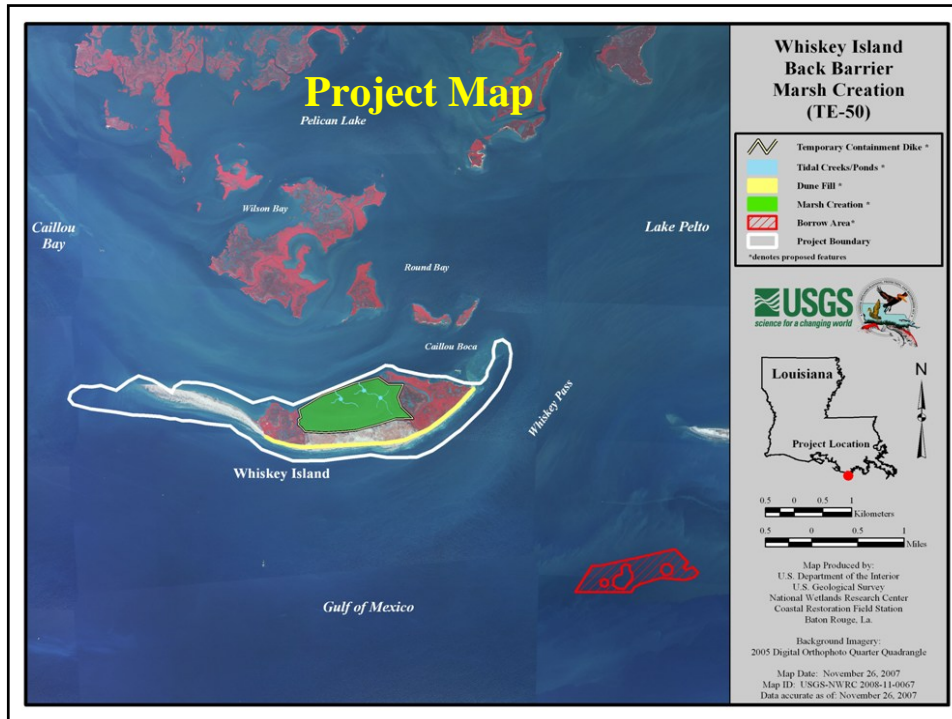 Project Map
Pelican Lake
Wilson Bay
Caillou
Bay
Lake Pelto
Round Bay
Caillou Boca
Whiskey Pass
Whiskey Island
Gulf of Mexico
Whiskey Island
Back Barrier
Marsh Creation
(TE-50)
Temporary Containment Dike *
Tidal Creeks/Ponds *
Dune Fill *
Marsh Creation *
Borrow Area*
Project Boundary
*denotes proposed features
USGS
science for a changing world
Louisiana
N
Project Location
0.5 0 0.5 1
Kilometers
0.5 0 0.5 1
Miles
Map Produced by:
U.S. Department of the Interior
U.S. Geological Survey
National Wetlands Research Center
Coastal Restoration Field Station
Baton Rouge, La.
Background Imagery:
2005 Digital Orthophoto Quarter Quadrangle
Map Date: November 26, 2007
Map ID: USGS-NWRC 2008-11-0067
Data accurate as of: November 26, 2007